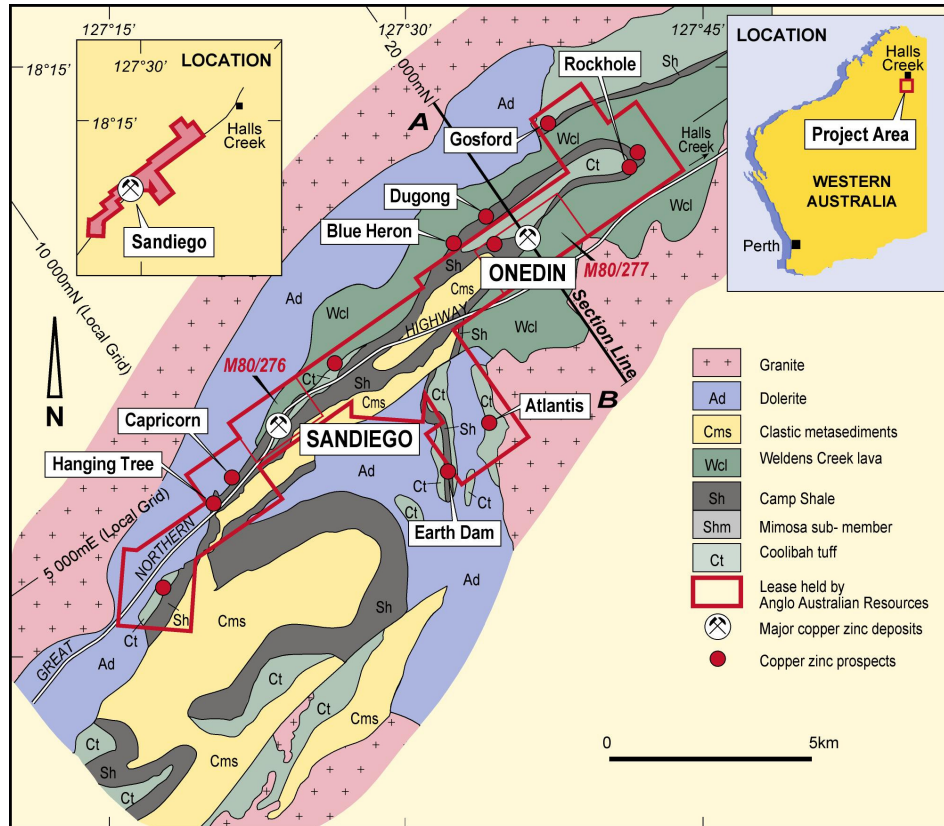 127°15'
127°30'
127°45'
18°15'
LOCATION
127°30'
18°15'
Halls
Creek
Sandiego
20 000mN
10 000mN (Local Grid)
5 000mE (Local Grid)
LOCATION
Halls
Creek
Project Area
WESTERN
AUSTRALIA
Perth
A
Ad
Sh
Rockhole
Gosford
Wcl
Halls
Creek
Ct
Wcl
Dugong
Blue Heron
ONEDIN
M80/277
Sh
Cms
Ad
Wcl
HIGHWAY
Sh
Wcl
Section Line
B
M80/276
Ct
Sh
Cms
Ct
Sh
Atlantis
N
Capricorn
SANDIEGO
Ad
Hanging Tree
Ct
Ct
Ct
Earth Dam
Ad
NORTHERN
GREAT
Ct
Sh
Ad
Cms
Sh
Cms
Ct
Ct
Ct
Cms
Cms
Sh
Ct
Granite
Ad
Dolerite
Cms
Clastic metasediments
Wcl
Weldens Creek lava
Sh
Camp Shale
Shm
Mimosa sub- member
Ct
Coolibah tuff
Lease held by
Anglo Australian Resources
Major copper zinc deposits
Copper zinc prospects
0
5km